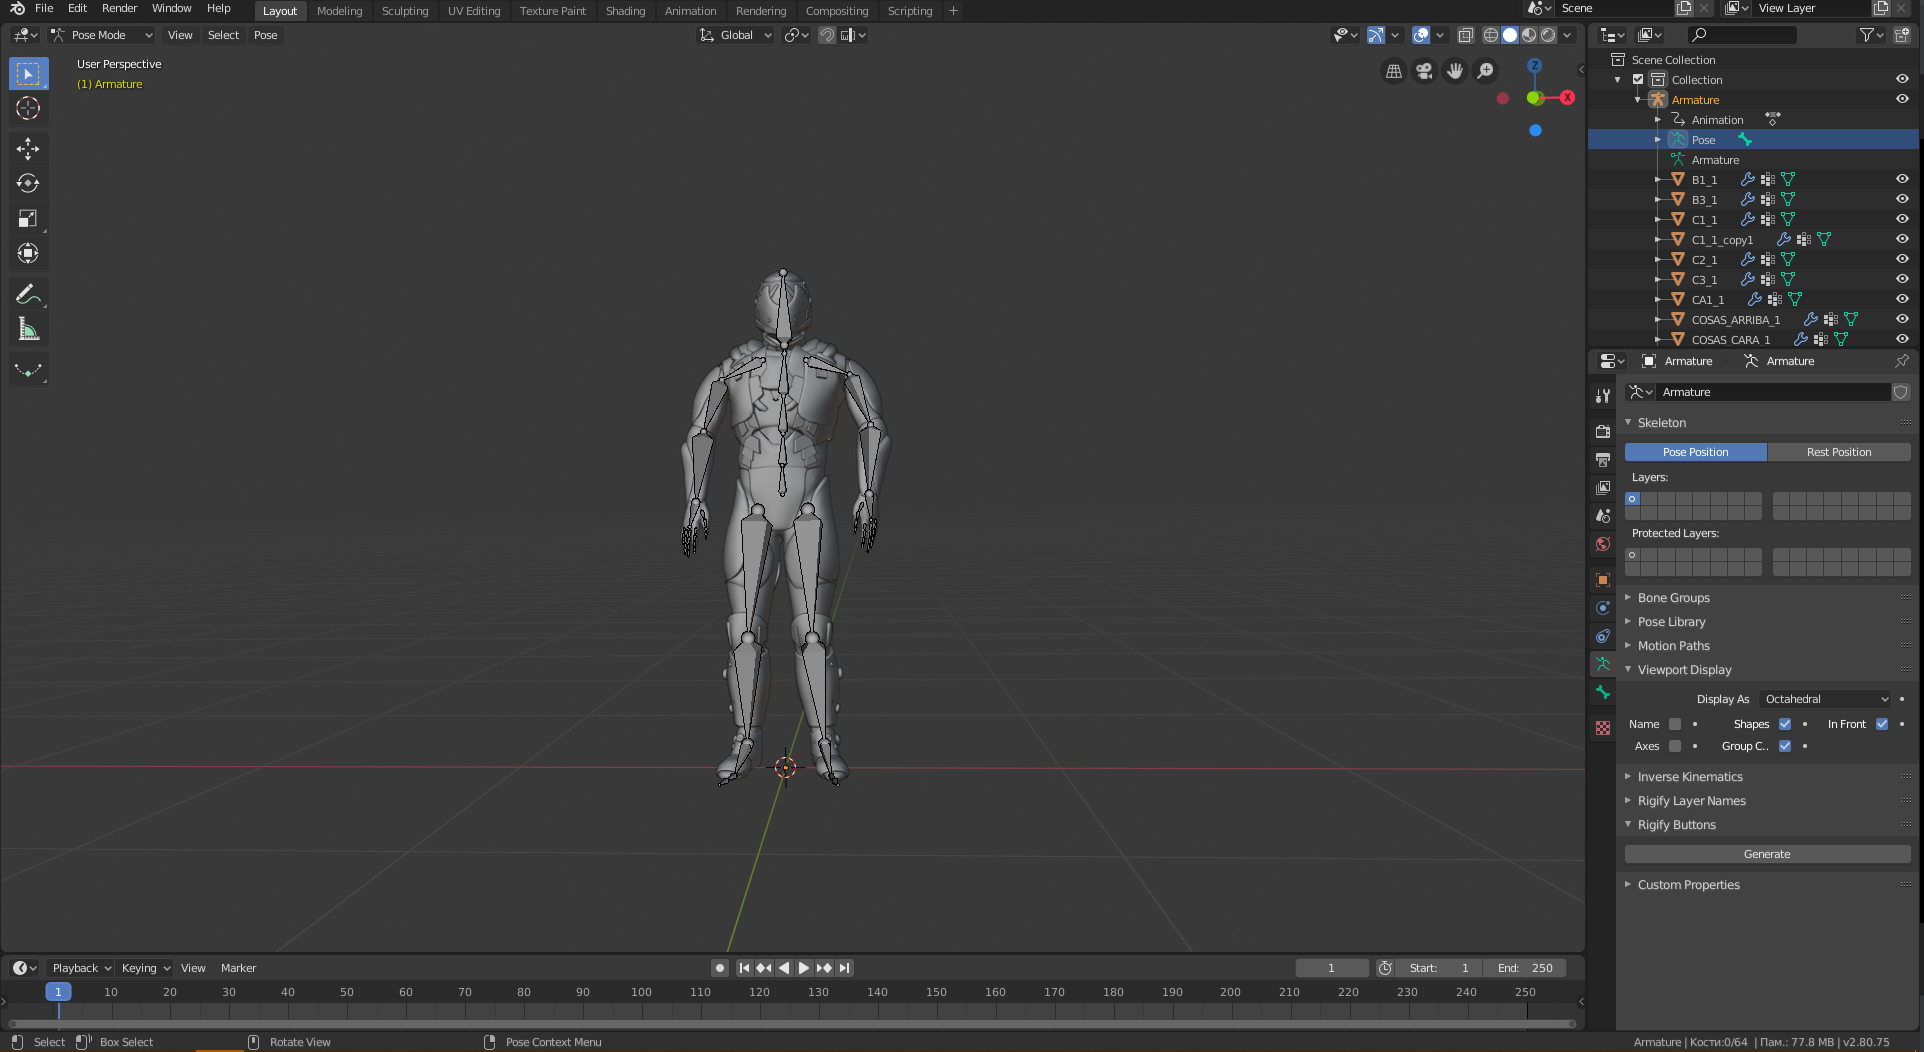 File Edit Render Window Help Layout Modeling Sculpting UV Editing Texture Paint Shading Animation Rendering Compositing Scripting + Scene View Layer
Pose Mode View Select Pose Global
User Perspective
(1) Armature
Z
X
Scene Collection
Collection
Armature
Animation
Pose
Armature
B1_1
B3_1
C1_1
C1_1_copy1
C2_1
C3_1
CA1_1
COSAS_ARRIBA_1
COSAS_CARA_1
Armature Armature
Armature
Skeleton
Pose Position Rest Position
Layers:
Protected Layers:
Bone Groups
Pose Library
Motion Paths
Viewport Display
Display As Octahedral
Name Shapes In Front
Axes Group C..
Inverse Kinematics
Rigify Layer Names
Rigify Buttons
Generate
Custom Properties
Playback Keying View Marker 1 Start: 1 End: 250
1 10 20 30 40 50 60 70 80 90 100 110 120 130 140 150 160 170 180 190 200 210 220 230 240 250
Select Box Select Rotate View Pose Context Menu Armature | Кости:0/64 | Пам.: 77.8 MB | v2.80.75